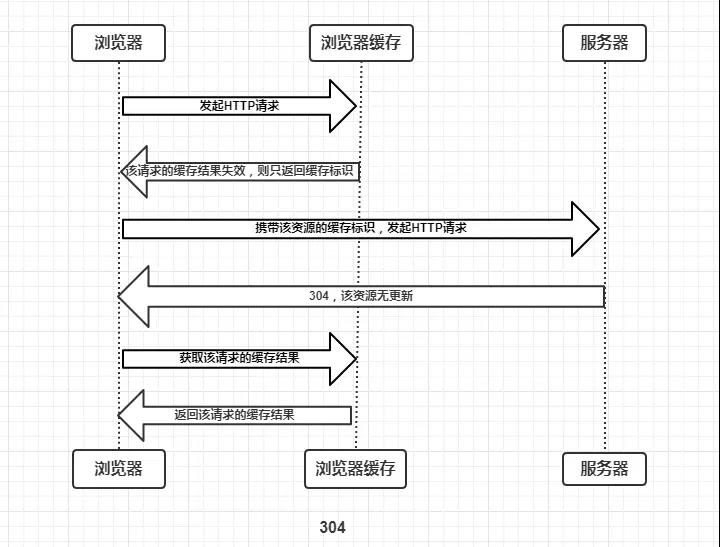 浏览器
浏览器缓存
服务器
发起HTTP请求
该请求的缓存结果失效，则只返回缓存标识
携带该资源的缓存标识，发起HTTP请求
304，该资源无更新
获取该请求的缓存结果
返回该请求的缓存结果
浏览器
浏览器缓存
服务器
304